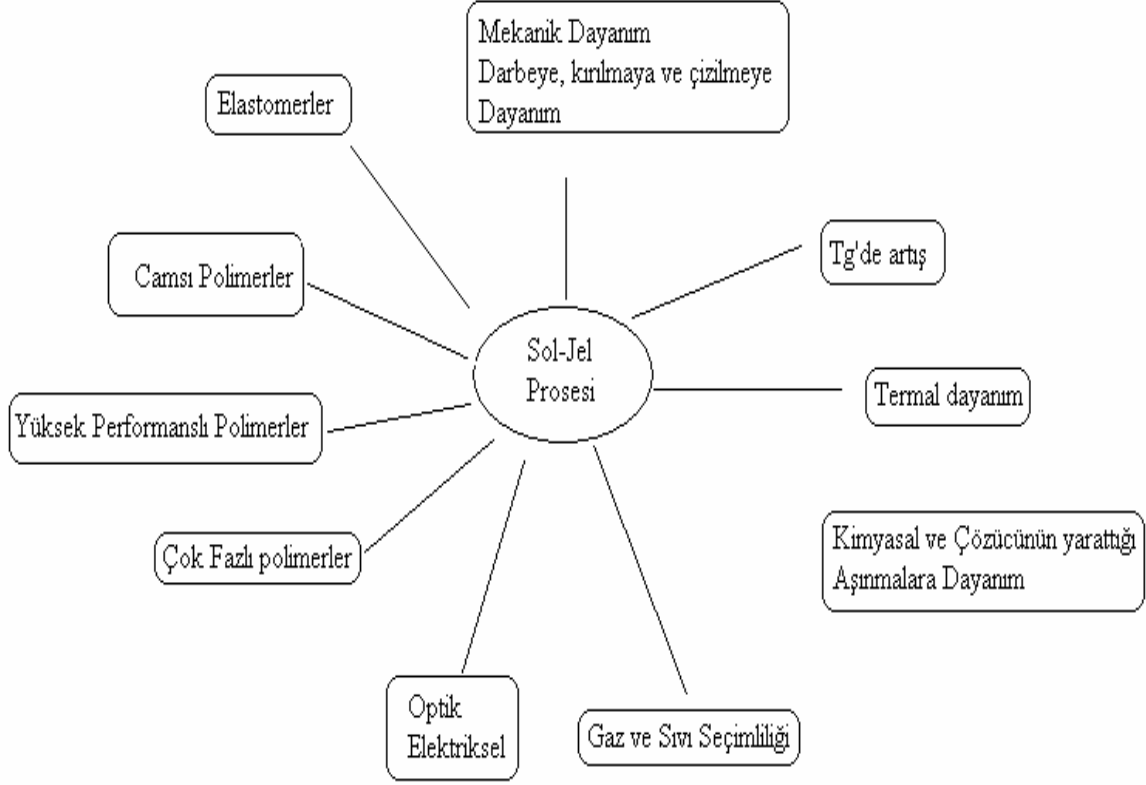 Mekanik Dayanım
Darbeye, kırılmaya ve çizilmeye
Dayanım
Elastomerler
Tg'de artış
Camsı Polimerler
Sol-Jel
Prosesi
Termal dayanım
Yüksek Performanslı Polimerler
Kimyasal ve Çözücünün yarattığı
Aşınmalara Dayanım
Çok Fazlı polimerler
Optik
Elektriksel
Gaz ve Sıvı Seçimliliği